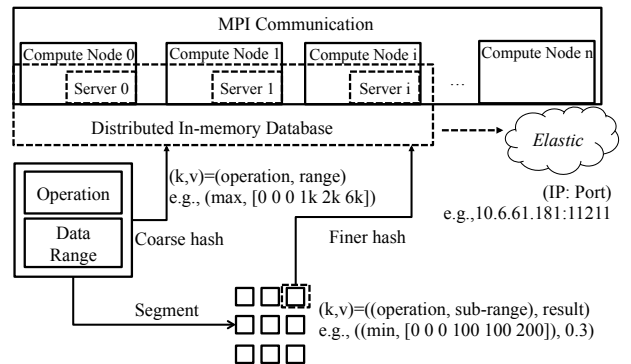 MPI Communication
Compute Node 0
Compute Node 1
Compute Node i
Compute Node n
Server 0
Server 1
Server i
...
Distributed In-memory Database
Elastic
(IP: Port)
e.g.,10.6.61.181:11211
Operation
Data
Range
(k,v)=(operation, range)
e.g., (max, [0 0 0 1k 2k 6k])
Coarse hash
Finer hash
Segment
(k,v)=((operation, sub-range), result)
e.g., ((min, [0 0 0 100 100 200]), 0.3)